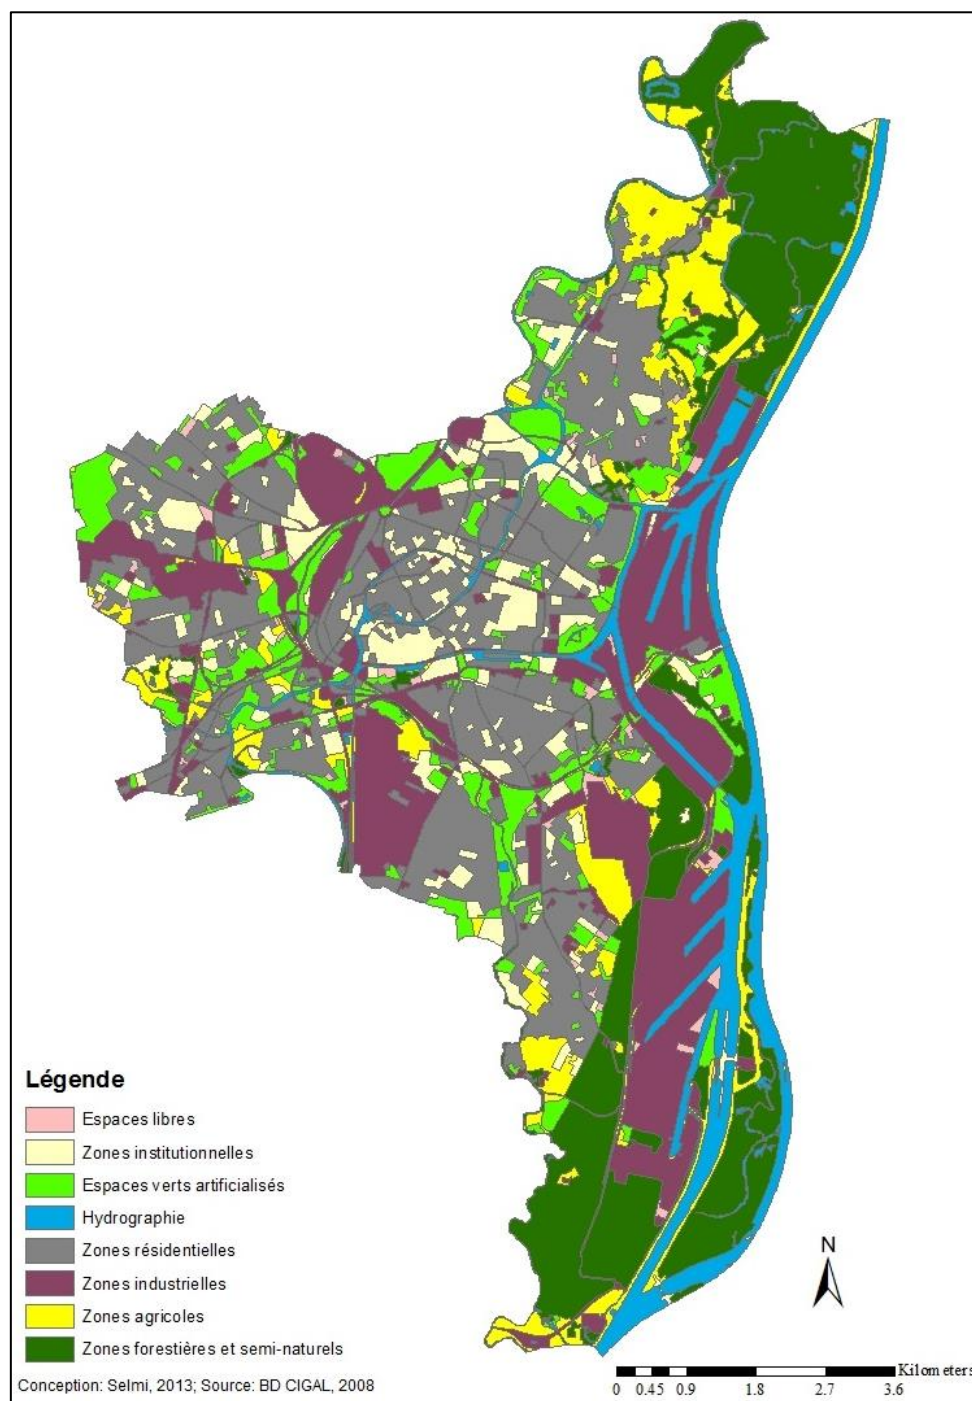 N
Légende
Espaces libres
Zones institutionnelles
Espaces verts artificialisés
Hydrographie
Zones résidentielles
Zones industrielles
Zones agricoles
Zones forestières et semi-naturels
Conception: Selmi, 2013; Source: BD CIGAL, 2008
Kilometers
0 0.45 0.9 1.8 2.7 3.6